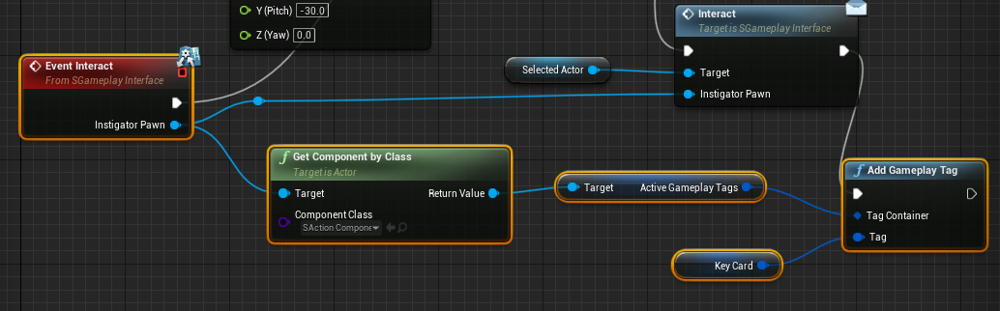 Y (Pitch) -30.0
Z (Yaw) 0.0
Interact
Target is SGameplay Interface
Target
Instigator Pawn
Selected Actor
Event Interact
From SGameplay Interface
Instigator Pawn
f Get Component by Class
Target is Actor
Target Return Value
Component Class
SAction Compone
Target Active Gameplay Tags
f Add Gameplay Tag
Tag Container
Tag
Key Card